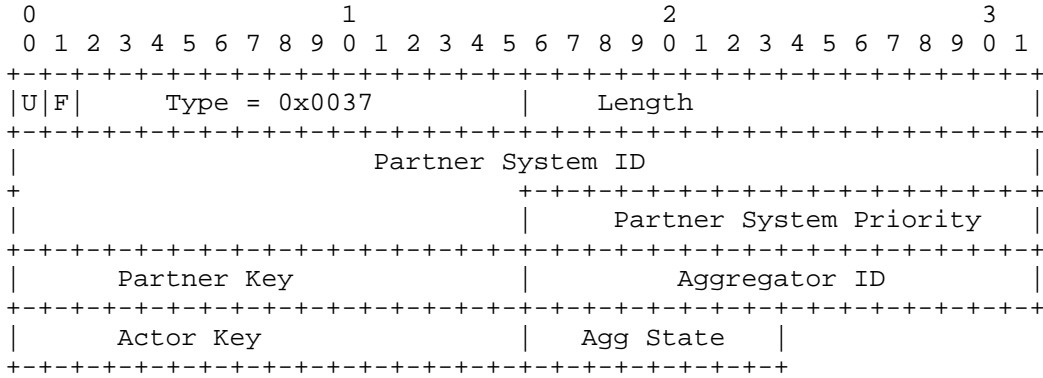 0                   1                   2                   3
 0 1 2 3 4 5 6 7 8 9 0 1 2 3 4 5 6 7 8 9 0 1 2 3 4 5 6 7 8 9 0 1
+-+-+-+-+-+-+-+-+-+-+-+-+-+-+-+-+-+-+-+-+-+-+-+-+-+-+-+-+-+-+-+-+
|U|F|     Type = 0x0037         |    Length                     |
+-+-+-+-+-+-+-+-+-+-+-+-+-+-+-+-+-+-+-+-+-+-+-+-+-+-+-+-+-+-+-+-+
|                      Partner System ID                        |
+                               +-+-+-+-+-+-+-+-+-+-+-+-+-+-+-+-+
|                               |     Partner System Priority   |
+-+-+-+-+-+-+-+-+-+-+-+-+-+-+-+-+-+-+-+-+-+-+-+-+-+-+-+-+-+-+-+-+
|      Partner Key              |         Aggregator ID         |
+-+-+-+-+-+-+-+-+-+-+-+-+-+-+-+-+-+-+-+-+-+-+-+-+-+-+-+-+-+-+-+-+
|      Actor Key                |   Agg State   |
+-+-+-+-+-+-+-+-+-+-+-+-+-+-+-+-+-+-+-+-+-+-+-+-+